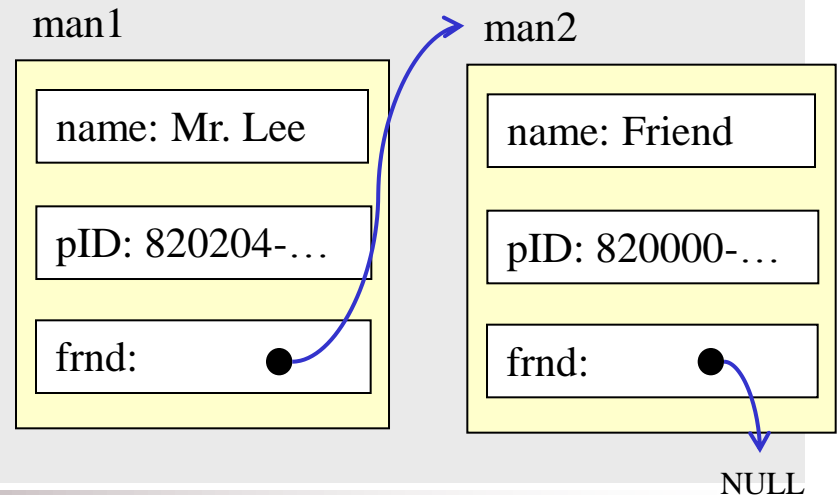 man1
name: Mr. Lee
pID: 820204-…
frnd:
man2
name: Friend
pID: 820000-…
frnd:
NULL